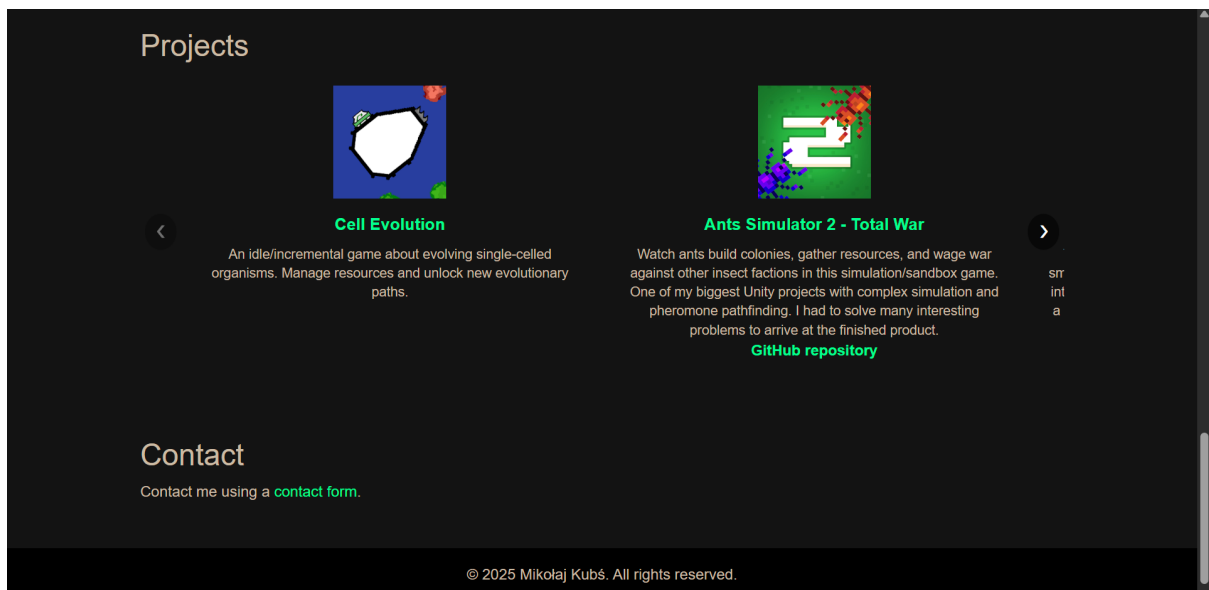 Projects
Cell Evolution
An idle/incremental game about evolving single-celled
organisms. Manage resources and unlock new evolutionary
paths.
Ants Simulator 2 - Total War
Watch ants build colonies, gather resources, and wage war
against other insect factions in this simulation/sandbox game.
One of my biggest Unity projects with complex simulation and
pheromone pathfinding. I had to solve many interesting
problems to arrive at the finished product.
GitHub repository
sm
int
a
Contact
Contact me using a contact form.
© 2025 Mikołaj Kubś. All rights reserved.